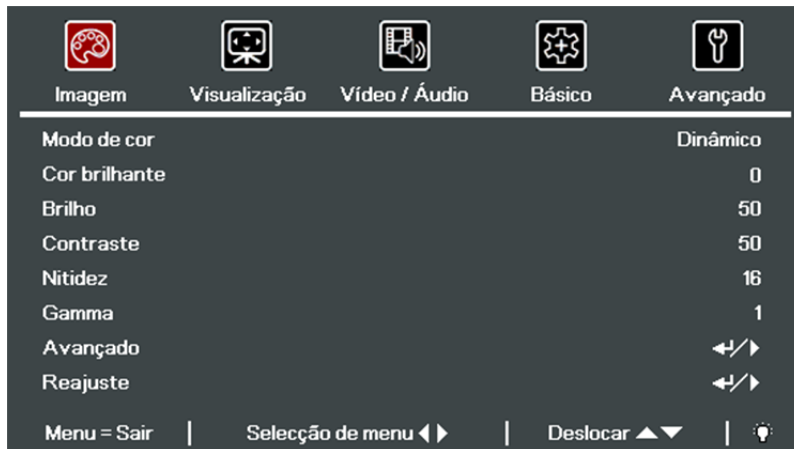 Imagem Visualização Vídeo / Áudio Básico Avançado
Modo de cor Dinâmico
Cor brilhante 0
Brilho 50
Contraste 50
Nitidez 16
Gamma 1
Avançado ↵/▶
Reajuste ↵/▶
Menu = Sair | Selecção de menu ◀▶ | Deslocar ▲▼ |